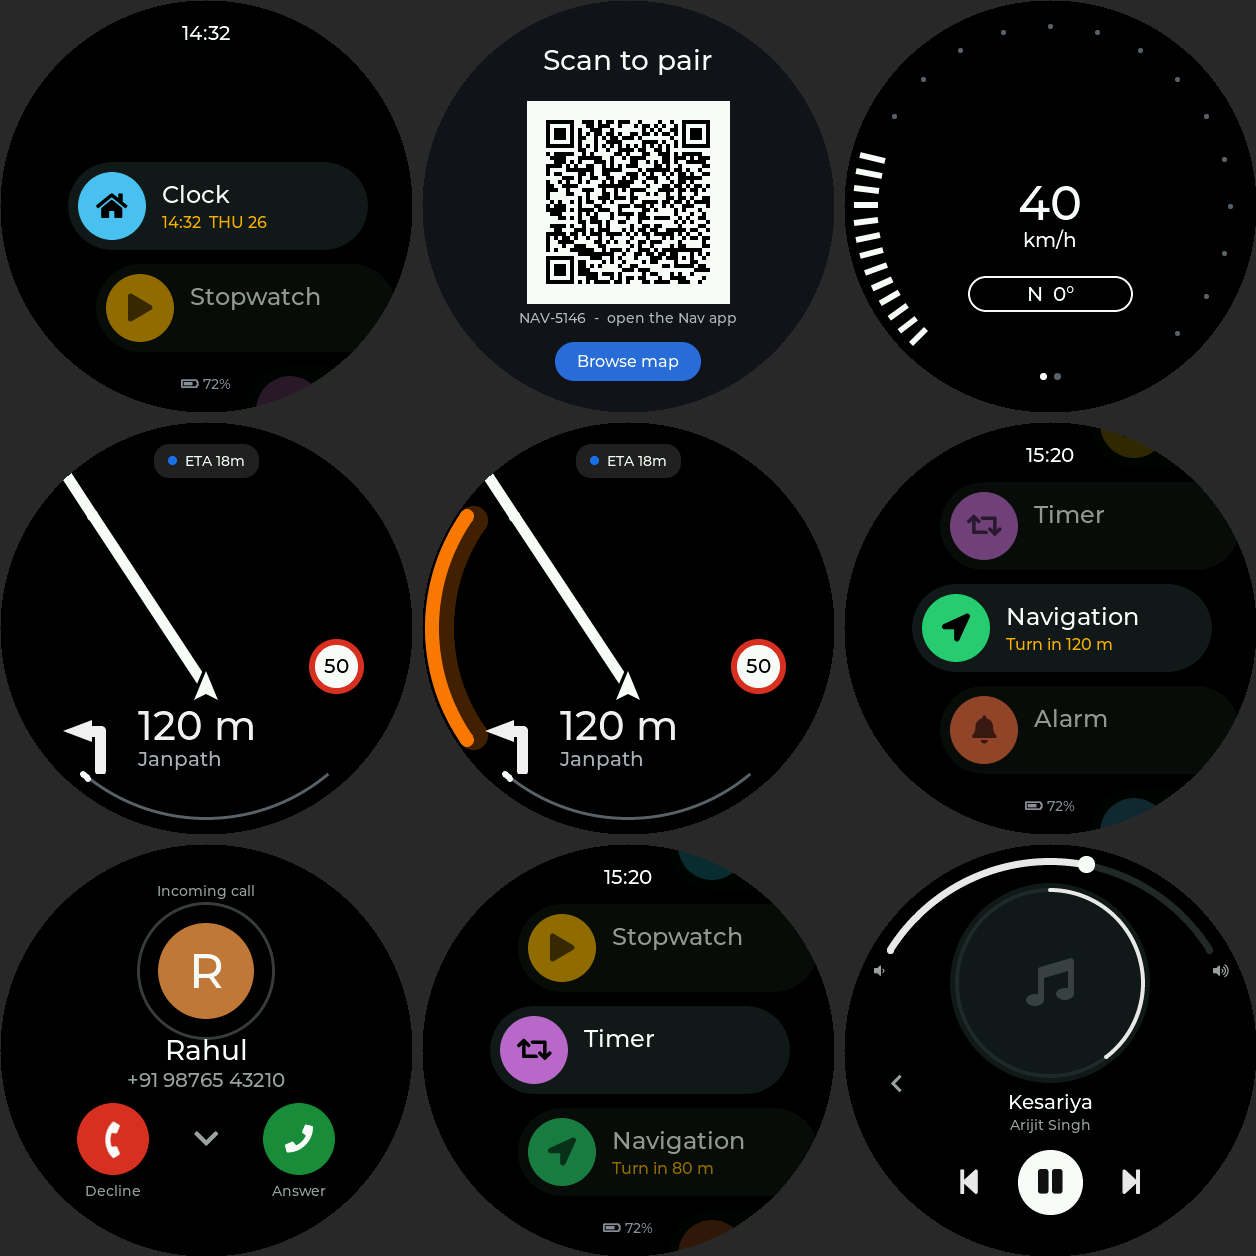 14:32
Clock
14:32 THU 26
Stopwatch
72%
Scan to pair
NAV-5146 - open the Nav app
Browse map
40
km/h
N 0°
ETA 18m
50
120 m
Janpath
ETA 18m
50
120 m
Janpath
15:20
Timer
Navigation
Turn in 120 m
Alarm
72%
Incoming call
R
Rahul
+91 98765 43210
Decline
Answer
15:20
Stopwatch
Timer
Navigation
Turn in 80 m
72%
Kesariya
Arijit Singh